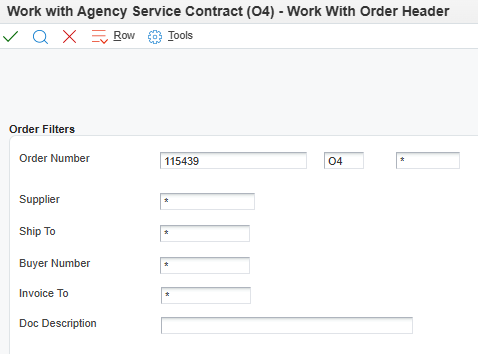 Work with Agency Service Contract (O4) - Work With Order Header
Row Tools
Order Filters
Order Number 115439 O4 *
Supplier *
Ship To *
Buyer Number *
Invoice To *
Doc Description